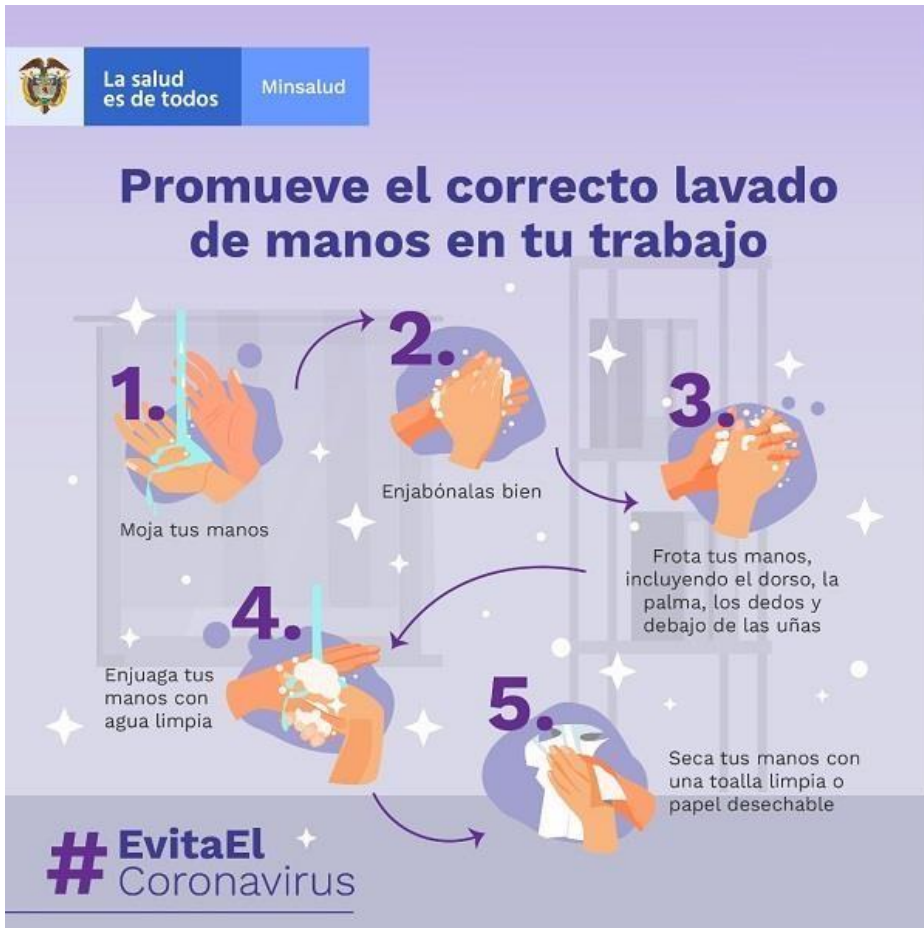 La salud
es de todos
Minsalud
Promueve el correcto lavado
de manos en tu trabajo
1.
Moja tus manos
2.
Enjabónalas bien
3.
Frota tus manos,
incluyendo el dorso, la
palma, los dedos y
debajo de las uñas
4.
Enjuaga tus
manos con
agua limpia
5.
Seca tus manos con
una toalla limpia o
papel desechable
# EvitaEl
Coronavirus